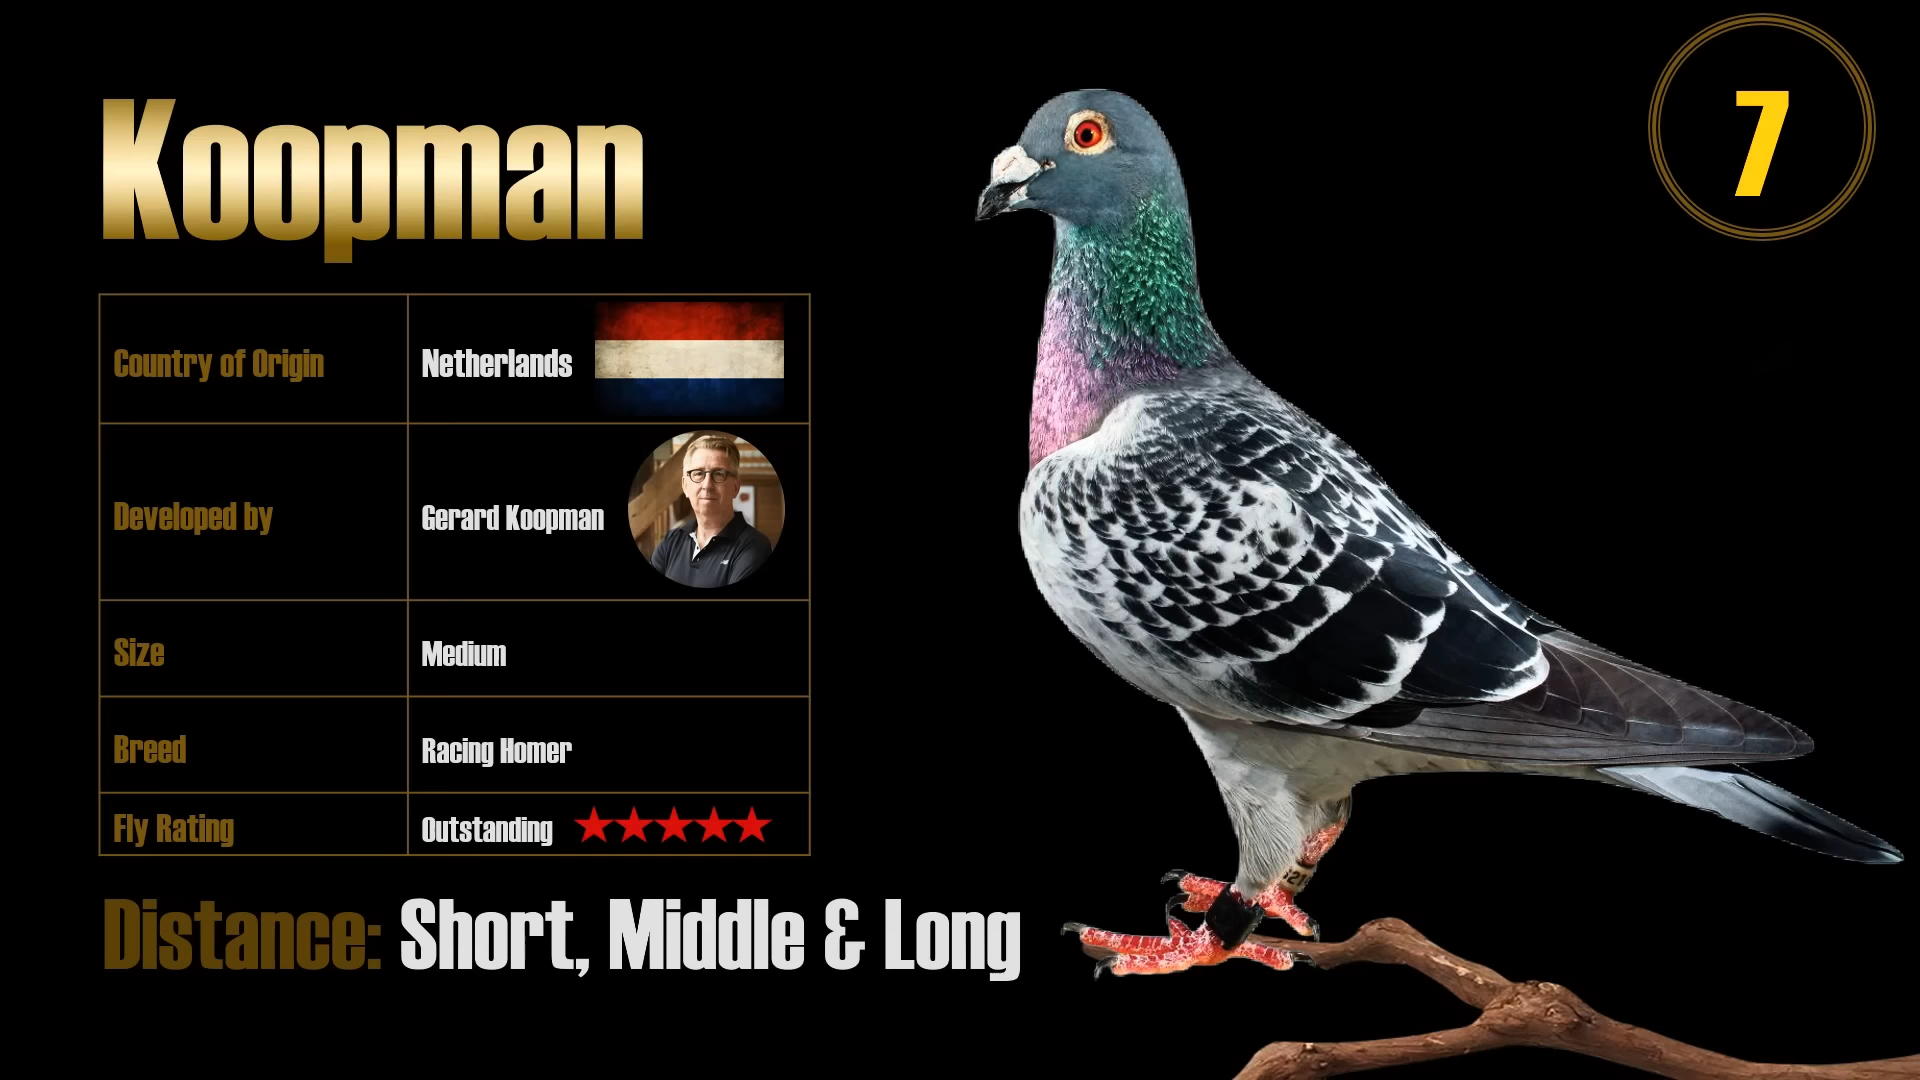 Koopman
7
Country of Origin
Netherlands
Developed by
Gerard Koopman
Size
Medium
Breed
Racing Homer
Fly Rating
Outstanding
Distance: Short, Middle & Long